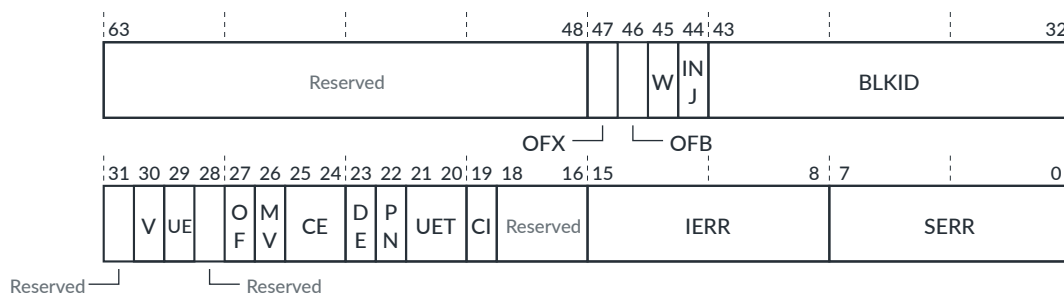 63 48 47 46 45 44 43 32
Reserved W IN J BLKID
OFX OFB
31 30 29 28 27 26 25 24 23 22 21 20 19 18 16 15 8 7 0
V UE O F M V CE D E P N UET CI Reserved IERR SERR
Reserved Reserved